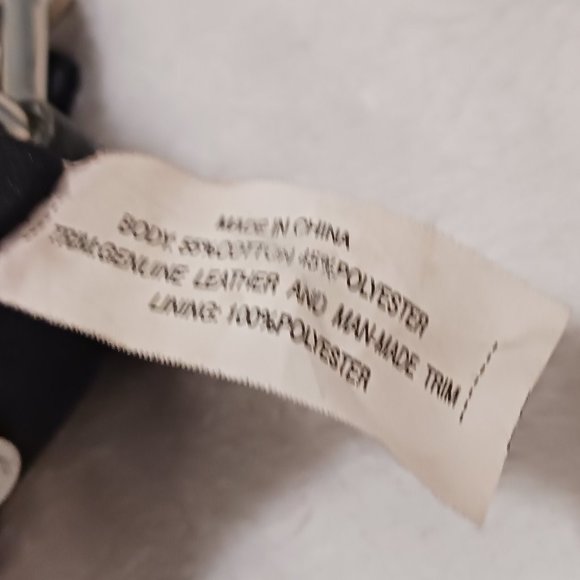 MADE IN CHINA
BODY: 55%COTTON 45%POLYESTER
TRIM:GENUINE LEATHER AND MAN-MADE TRIM
LINING: 100%POLYESTER